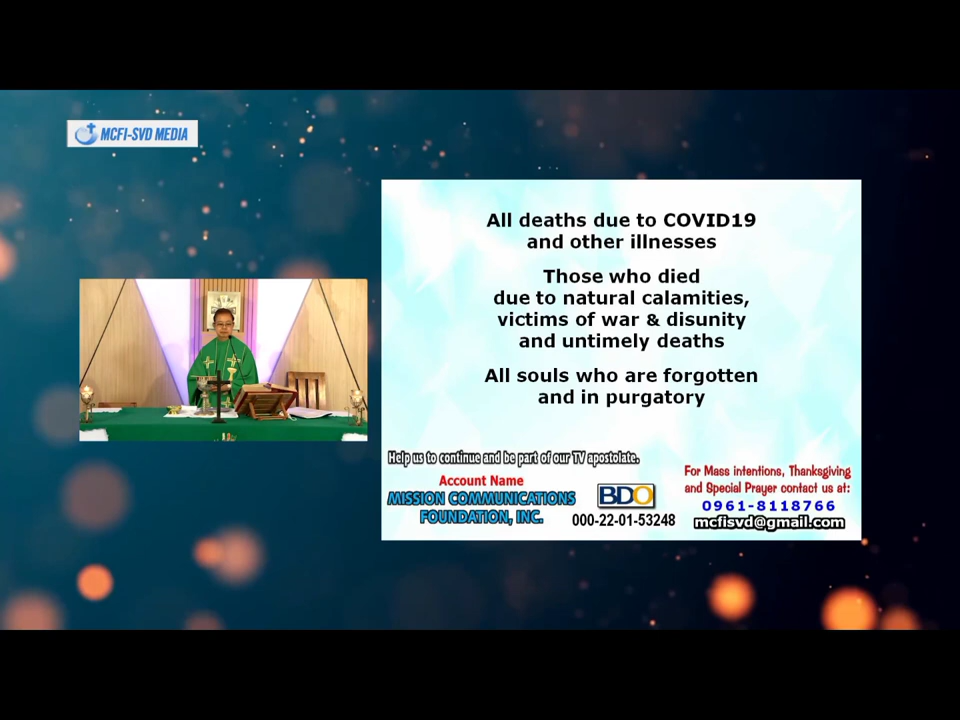 MCFI-SVD MEDIA
All deaths due to COVID19
and other illnesses
Those who died
due to natural calamities,
victims of war & disunity
and untimely deaths
All souls who are forgotten
and in purgatory
Help us to continue and be part of our TV apostolate.
Account Name
MISSION COMMUNICATIONS
FOUNDATION, INC.
BDO
000-22-01-53248
For Mass intentions, Thanksgiving
and Special Prayer contact us at:
0961-8118766
mcfisvd@gmail.com